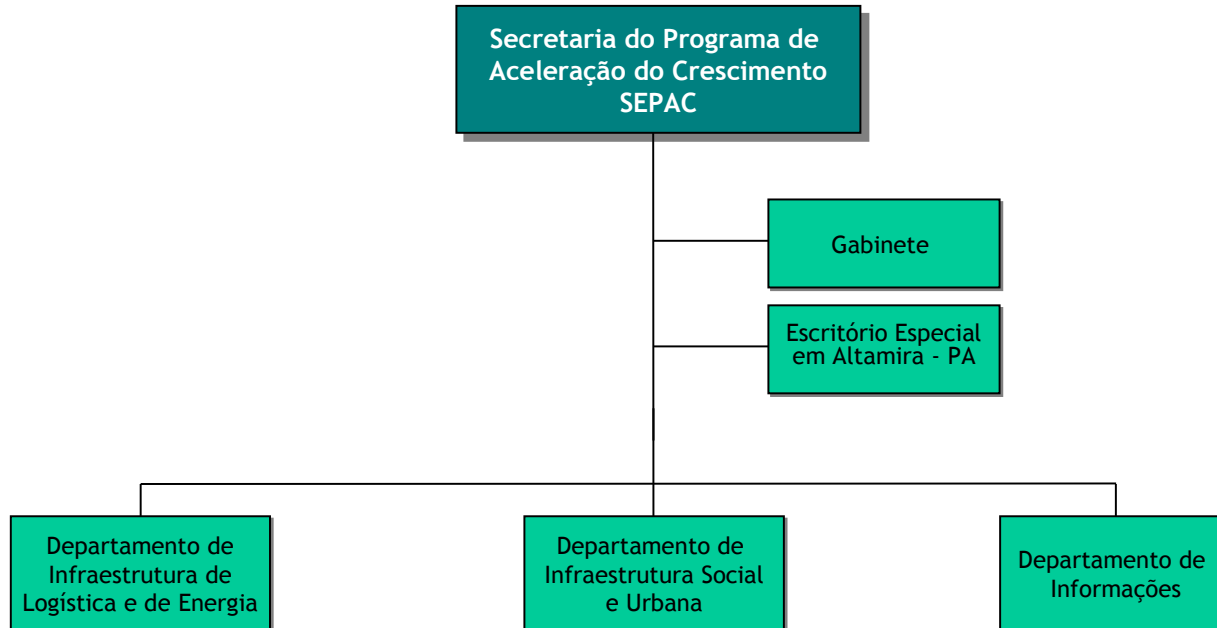 Secretaria do Programa de
Aceleração do Crescimento
SEPAC
Gabinete
Escritório Especial
em Altamira - PA
Departamento de
Infraestrutura de
Logística e de Energia
Departamento de
Infraestrutura Social
e Urbana
Departamento de
Informações